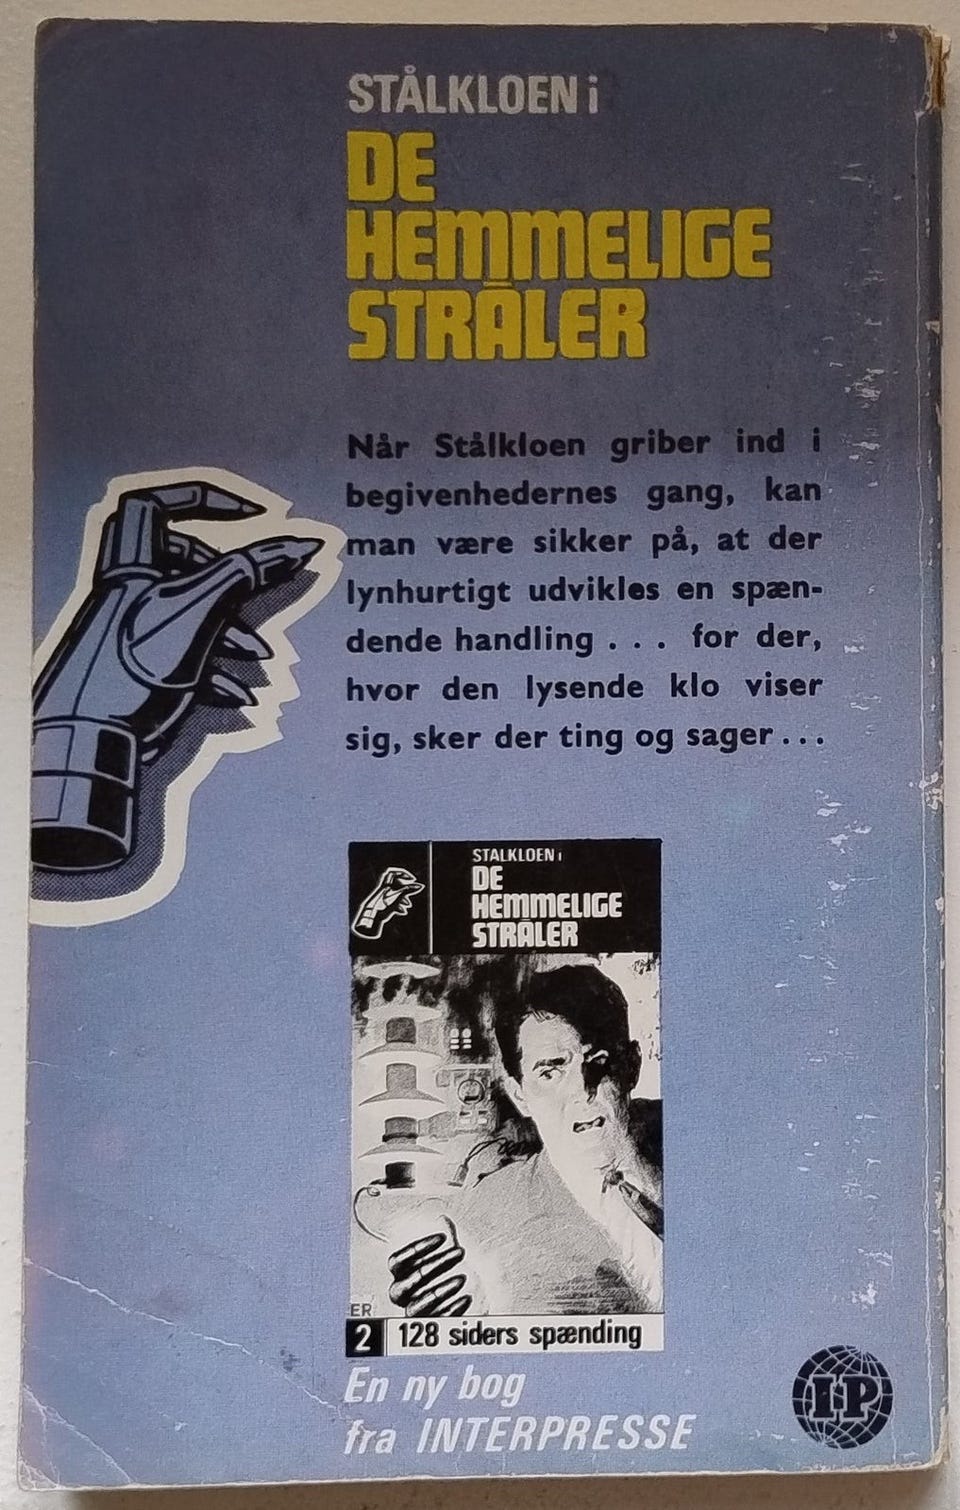 STÅLKLOEN i
DE
HEMMELIGE
STRÅLER
Når Stålkloen griber ind i
begivenhedernes gang, kan
man være sikker på, at der
lynhurtigt udvikles en spæn-
dende handling . . . for der,
hvor den lysende klo viser
sig, sker der ting og sager . . .
STALKLOEN i
DE
HEMMELIGE
STRÅLER
ER
2 128 siders spænding
En ny bog
fra INTERPRESSE
I·P